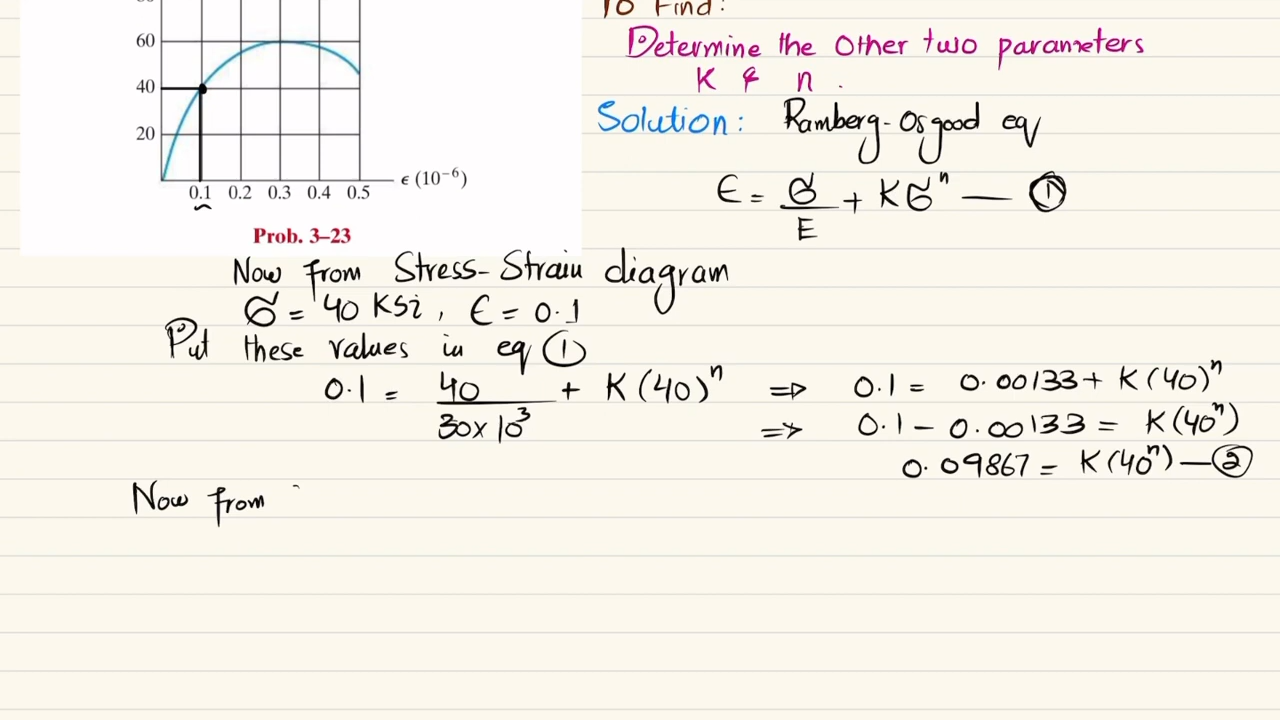 To Find:
60
Determine the Other two parameters
40
K & n .
20
Solution: Ramberg-Osgood eq
0.1 0.2 0.3 0.4 0.5
ϵ (10⁻⁶)
Є = σ/E + Kσⁿ — ①
Prob. 3–23
Now from Stress-Strain diagram
σ = 40 KSi, Є = 0.1
Put these values in eq ①
0.1 = 40/30x10³ + K(40)ⁿ => 0.1 = 0.00133 + K(40)ⁿ
=> 0.1 - 0.00133 = K(40ⁿ)
0.09867 = K(40ⁿ) — ②
Now from